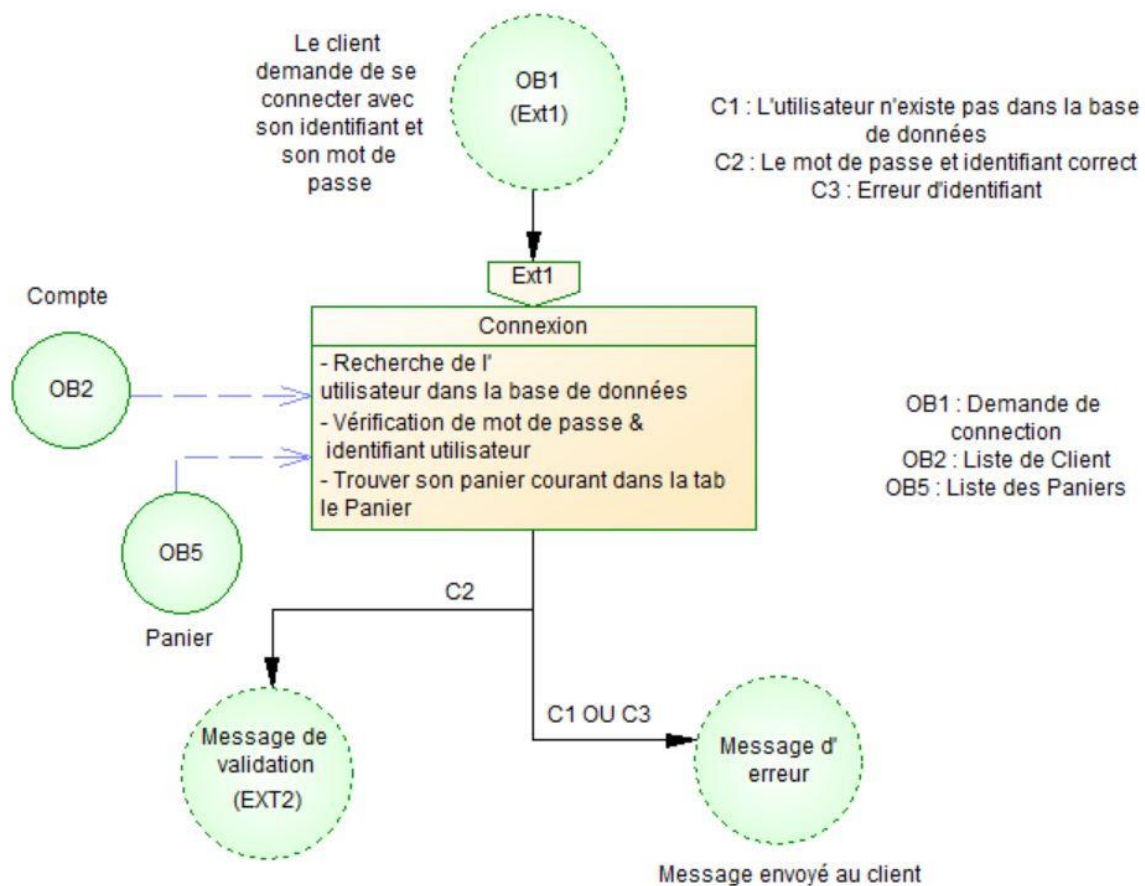 Le client
demande de se
connecter avec
son identifiant et
son mot de
passe
OB1
(Ext1)
C1 : L'utilisateur n'existe pas dans la base
de données
C2 : Le mot de passe et identifiant correct
C3 : Erreur d'identifiant
Ext1
Compte
OB2
Connexion
- Recherche de l'
utilisateur dans la base de données
- Vérification de mot de passe &
identifiant utilisateur
- Trouver son panier courant dans la tab
le Panier
OB1 : Demande de
connection
OB2 : Liste de Client
OB5 : Liste des Paniers
OB5
Panier
C2
C1 OU C3
Message de
validation
(EXT2)
Message d'
erreur
Message envoyé au client